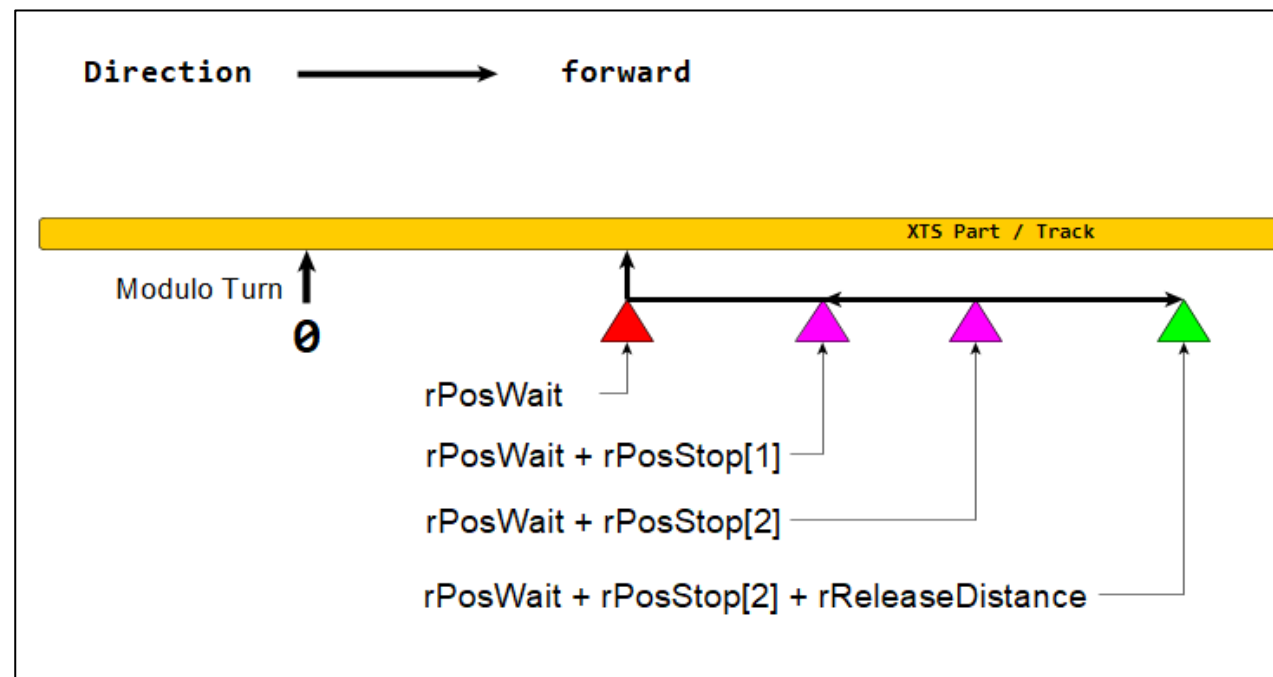 Direction forward
XTS Part / Track
Modulo Turn
0
rPosWait
rPosWait + rPosStop[1]
rPosWait + rPosStop[2]
rPosWait + rPosStop[2] + rReleaseDistance